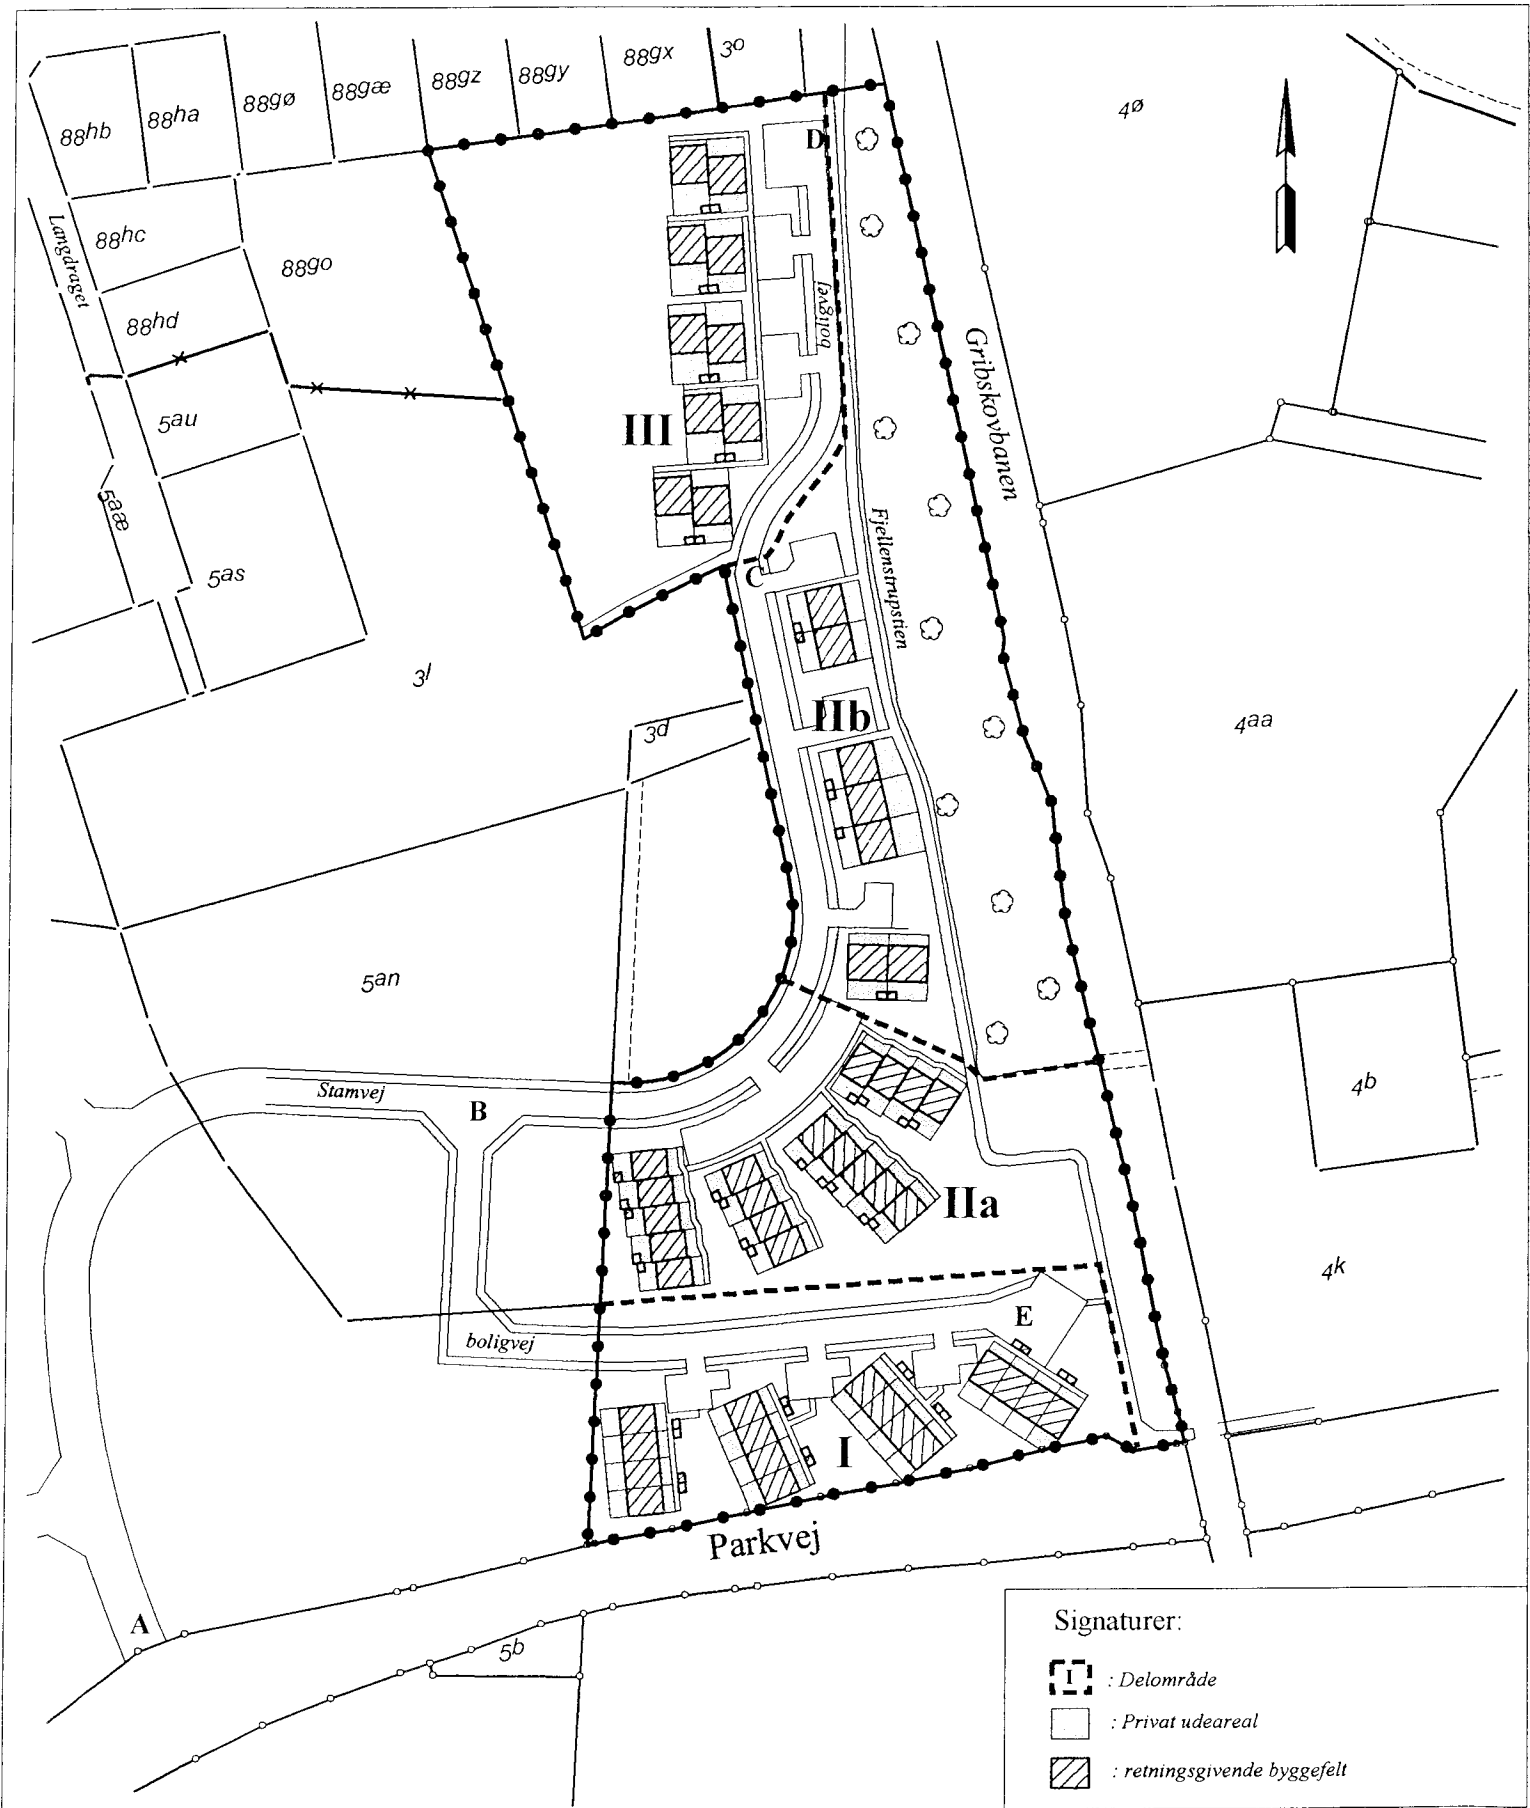 88hb
88ha
88gø
88gæ
88gz
88gy
88gx
3o
4ø
D
Langdraget
88hc
88go
88hd
boligvej
Gribskovbanen
5au
III
5aæ
Fjellenstrupstien
5as
C
3l
IIb
3d
4aa
5an
Stamvej
B
4b
IIa
4k
E
boligvej
I
Parkvej
A
5b
Signaturer:
I : Delområde
: Privat udeareal
: retningsgivende byggefelt